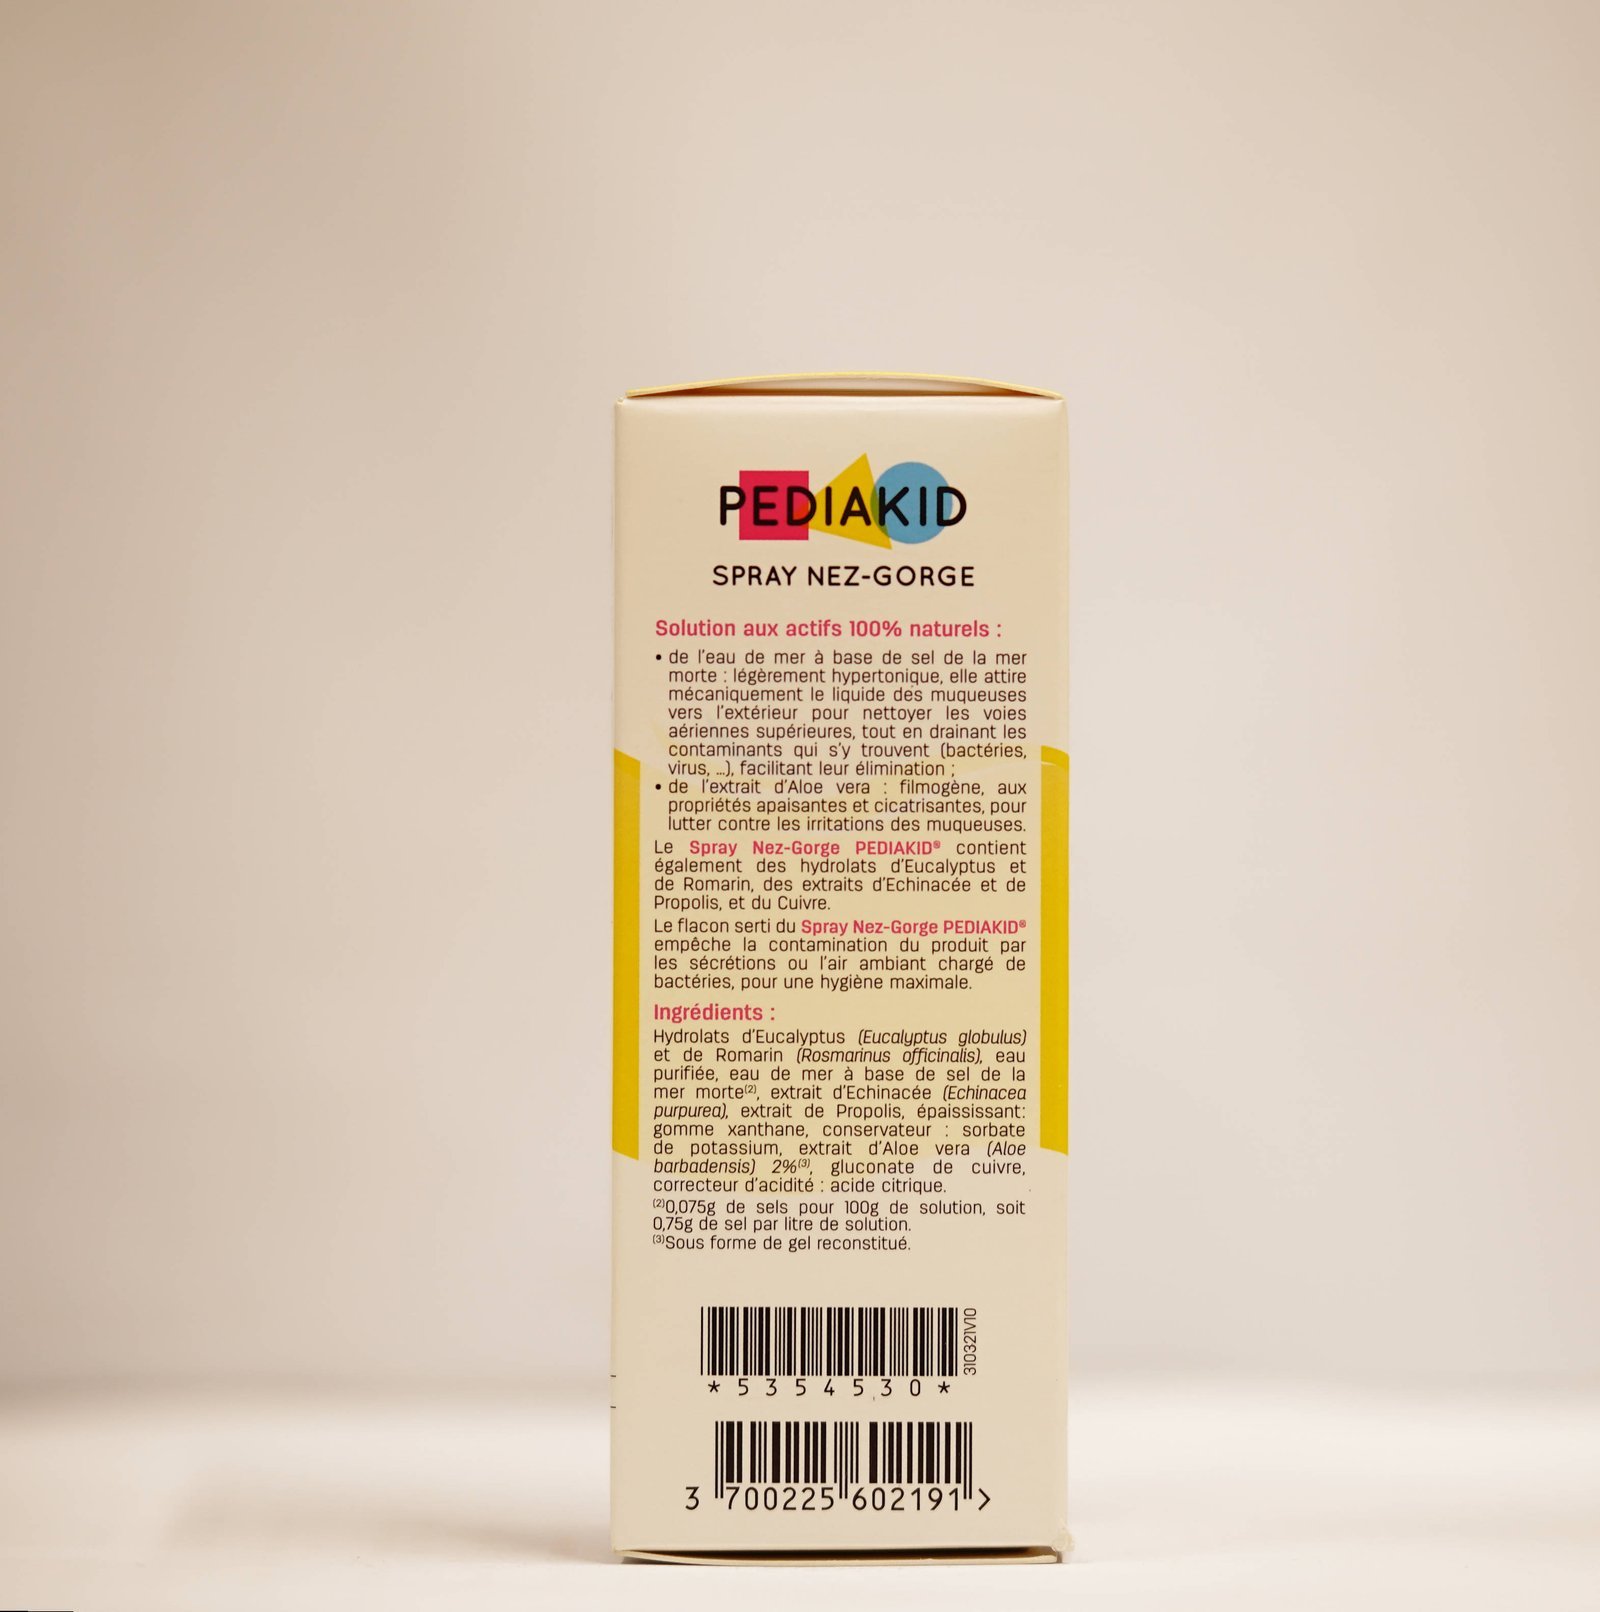 PEDIAKID
SPRAY NEZ-GORGE
Solution aux actifs 100% naturels :
• de l'eau de mer à base de sel de la mer
morte : légèrement hypertonique, elle attire
mécaniquement le liquide des muqueuses
vers l'extérieur pour nettoyer les voies
aériennes supérieures, tout en drainant les
contaminants qui s'y trouvent (bactéries,
virus, ...), facilitant leur élimination ;
• de l'extrait d'Aloe vera : filmogène, aux
propriétés apaisantes et cicatrisantes, pour
lutter contre les irritations des muqueuses.
Le Spray Nez-Gorge PEDIAKID® contient
également des hydrolats d'Eucalyptus et
de Romarin, des extraits d'Echinacée et de
Propolis, et du Cuivre.
Le flacon serti du Spray Nez-Gorge PEDIAKID®
empêche la contamination du produit par
les sécrétions ou l'air ambiant chargé de
bactéries, pour une hygiène maximale.
Ingrédients :
Hydrolats d'Eucalyptus (Eucalyptus globulus)
et de Romarin (Rosmarinus officinalis), eau
purifiée, eau de mer à base de sel de la
mer morte(2), extrait d'Echinacée (Echinacea
purpurea), extrait de Propolis, épaississant:
gomme xanthane, conservateur : sorbate
de potassium, extrait d'Aloe vera (Aloe
barbadensis) 2%(3), gluconate de cuivre,
correcteur d'acidité : acide citrique.
(2)0,075g de sels pour 100g de solution, soit
0,75g de sel par litre de solution.
(3)Sous forme de gel reconstitué.
310321V10
*5354530*
3 700225 602191 >